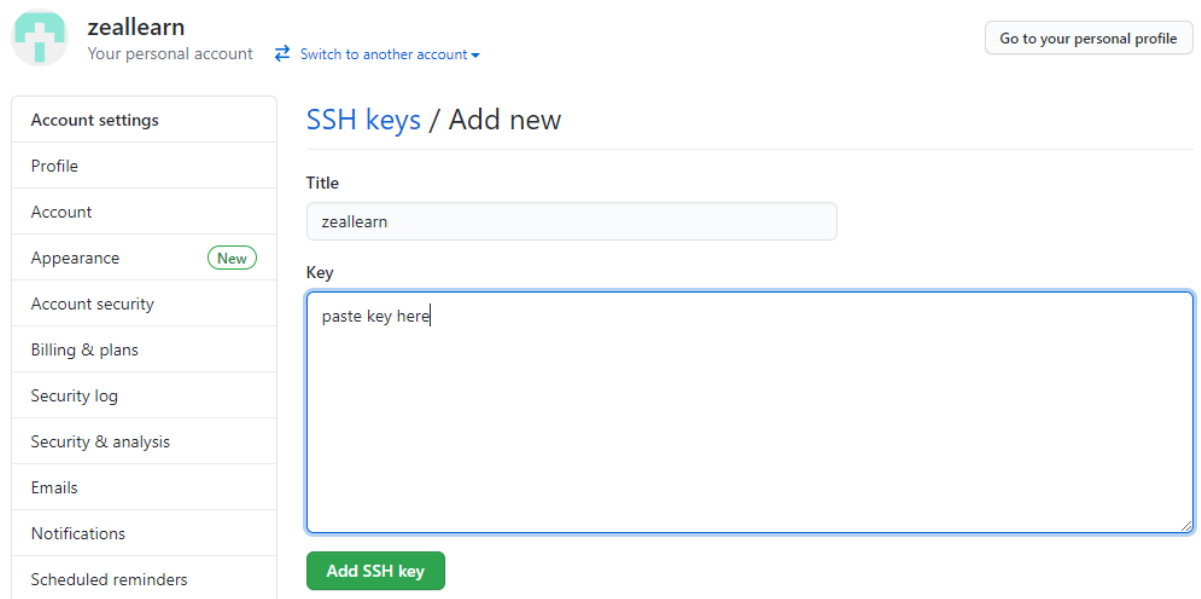 zeallearn
Your personal account
Switch to another account
Go to your personal profile
Account settings
Profile
Account
Appearance
New
Account security
Billing & plans
Security log
Security & analysis
Emails
Notifications
Scheduled reminders
SSH keys / Add new
Title
zeallearn
Key
paste key here
Add SSH key